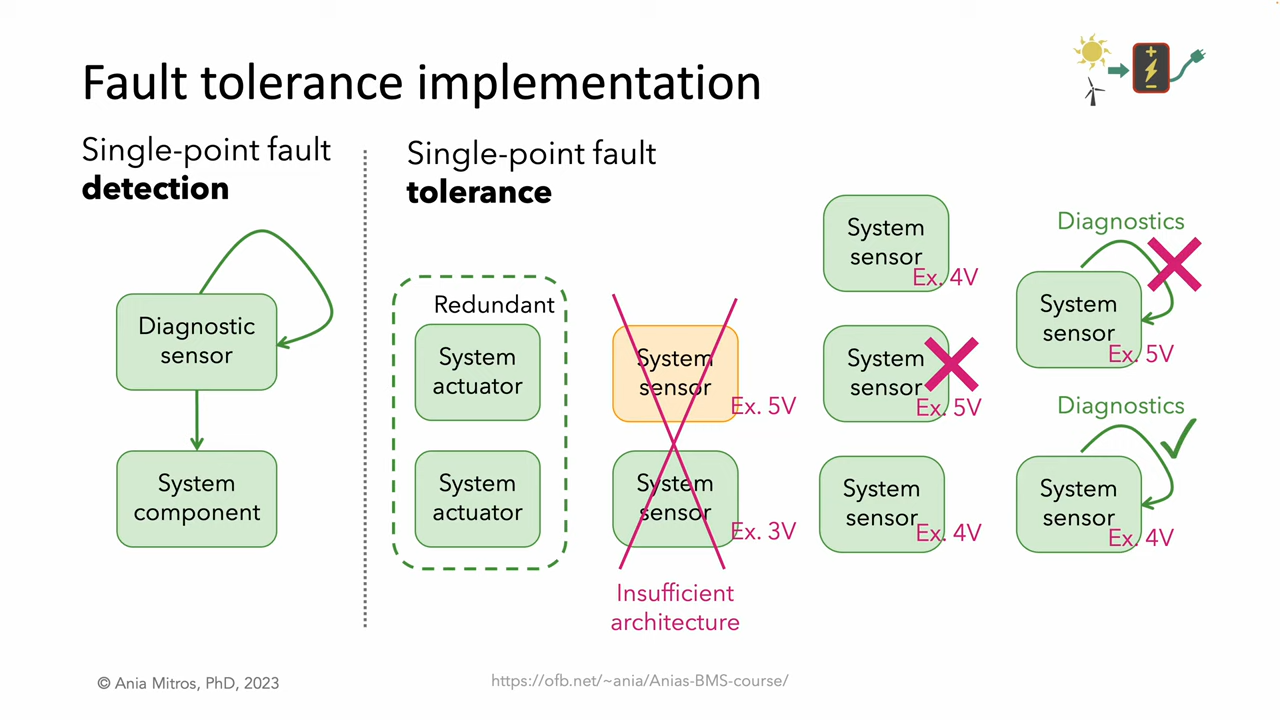 Fault tolerance implementation
Single-point fault
detection
Diagnostic
sensor
System
component
Single-point fault
tolerance
Redundant
System
actuator
System
actuator
System
sensor
Ex. 5V
System
sensor
Ex. 3V
Insufficient
architecture
System
sensor
Ex. 4V
System
sensor
Ex. 5V
System
sensor
Ex. 4V
Diagnostics
System
sensor
Ex. 5V
Diagnostics
System
sensor
Ex. 4V
© Ania Mitros, PhD, 2023
https://ofb.net/~ania/Anias-BMS-course/